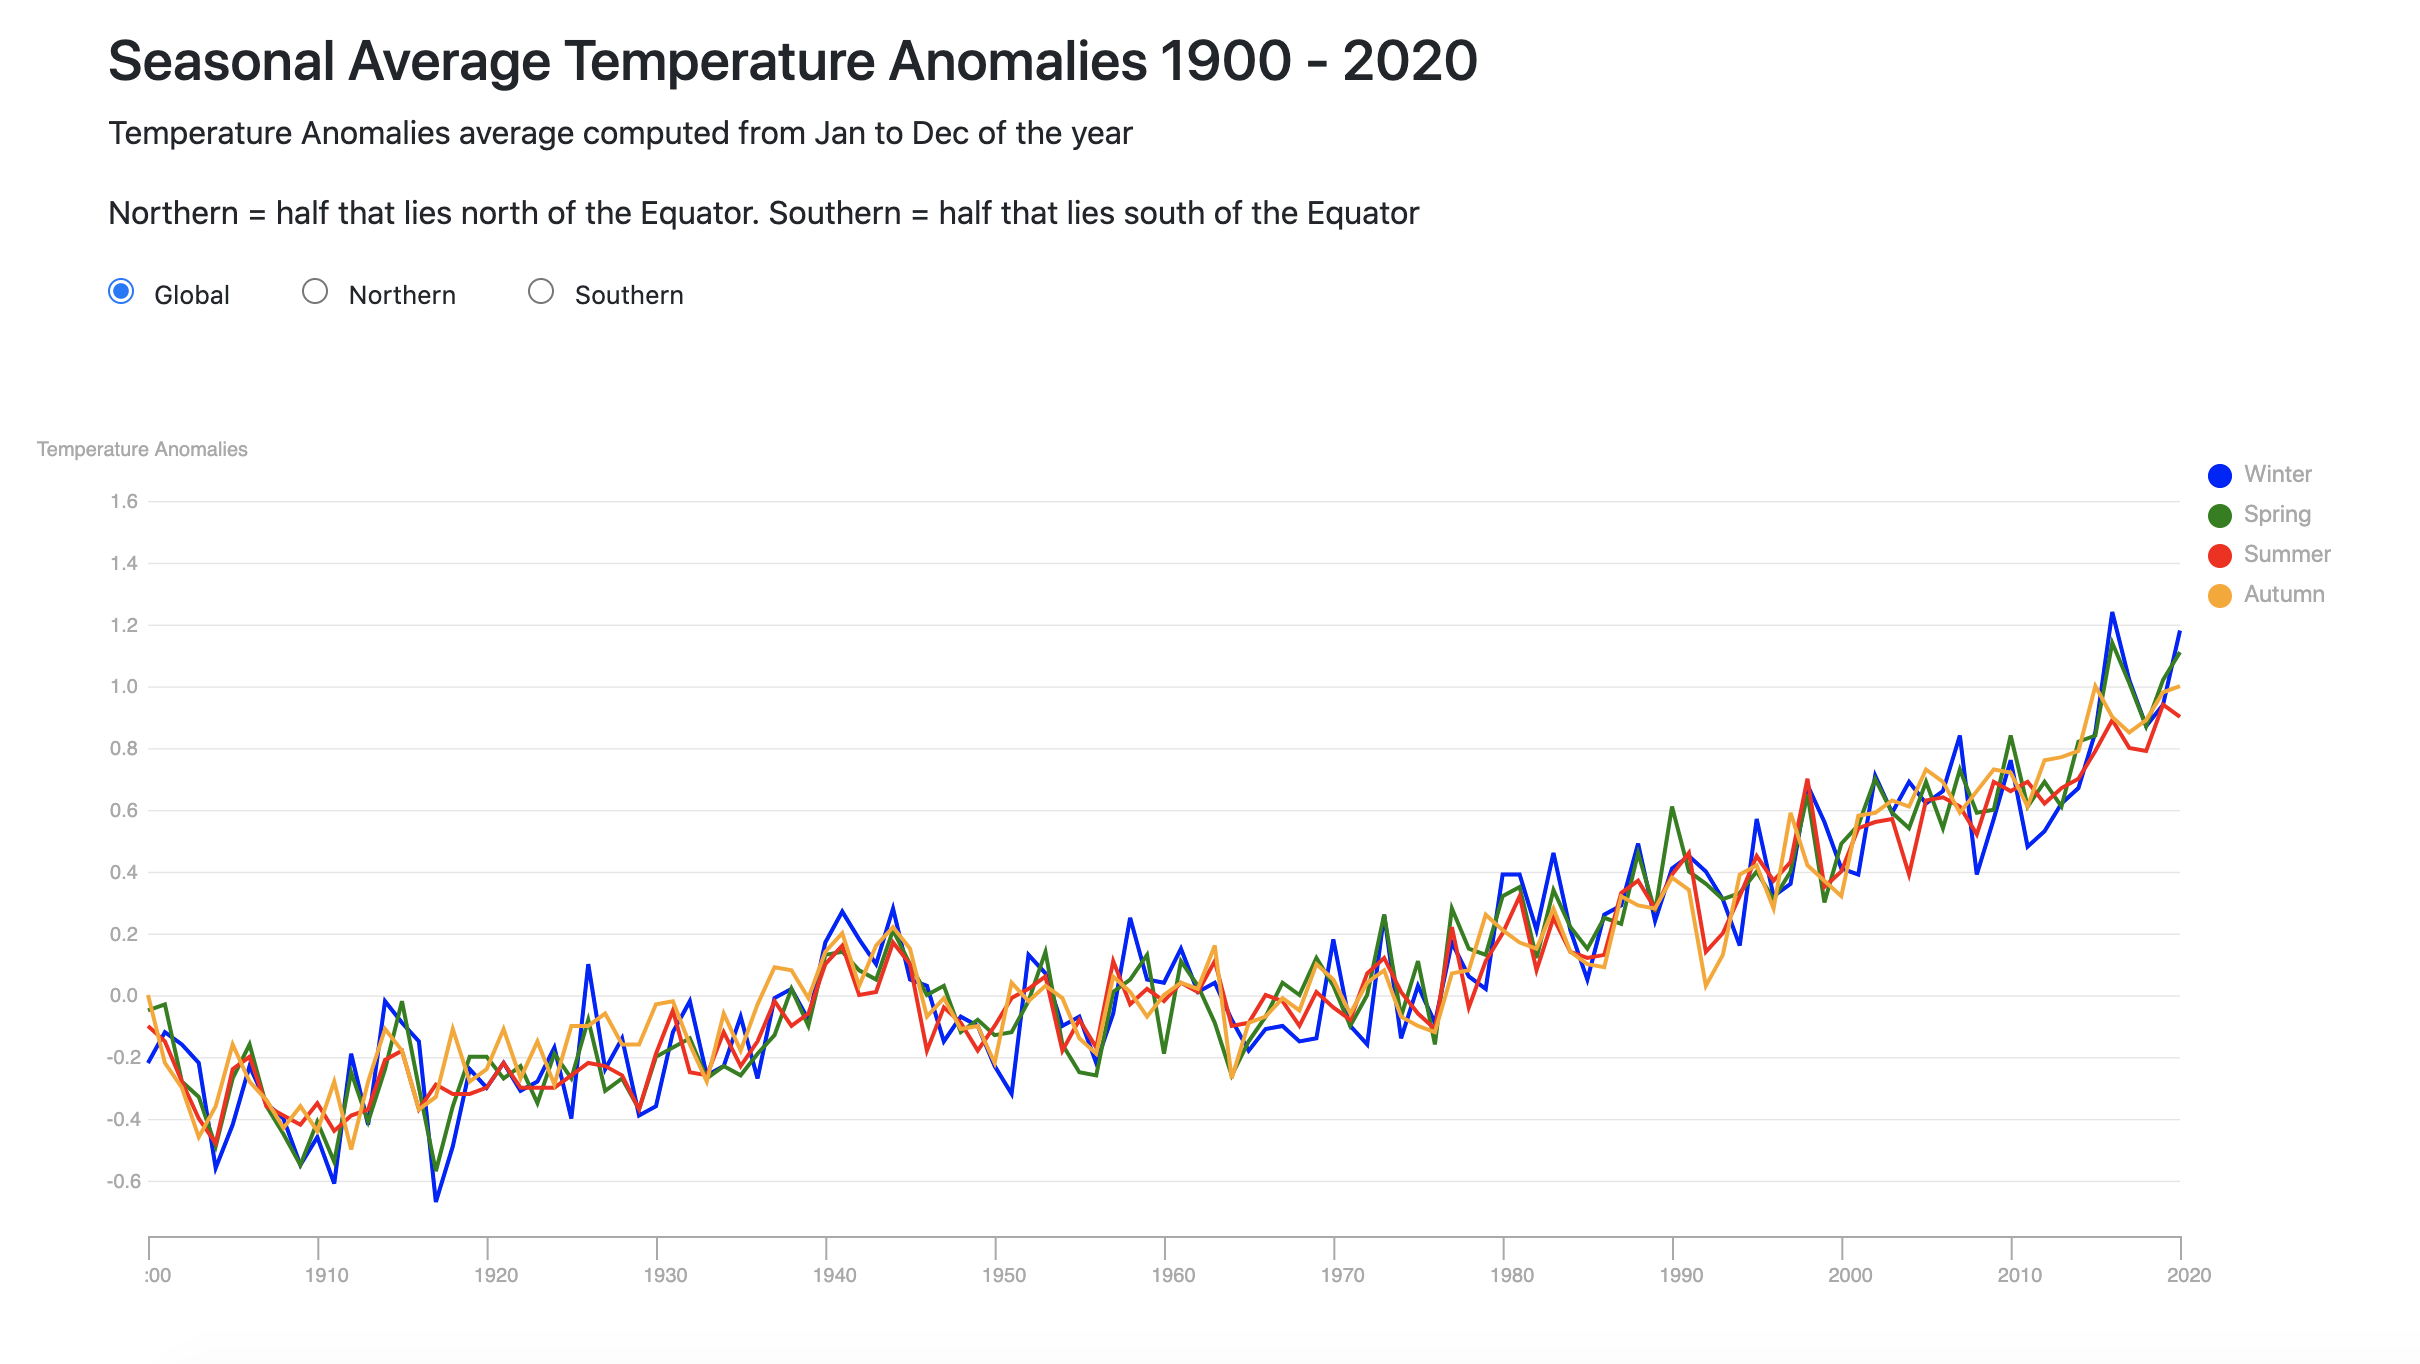 Seasonal Average Temperature Anomalies 1900 - 2020
Temperature Anomalies average computed from Jan to Dec of the year
Northern = half that lies north of the Equator. Southern = half that lies south of the Equator
Global Northern Southern
Temperature Anomalies
Winter
Spring
Summer
Autumn
1.6
1.4
1.2
1.0
0.8
0.6
0.4
0.2
0.0
-0.2
-0.4
-0.6
:00 1910 1920 1930 1940 1950 1960 1970 1980 1990 2000 2010 2020